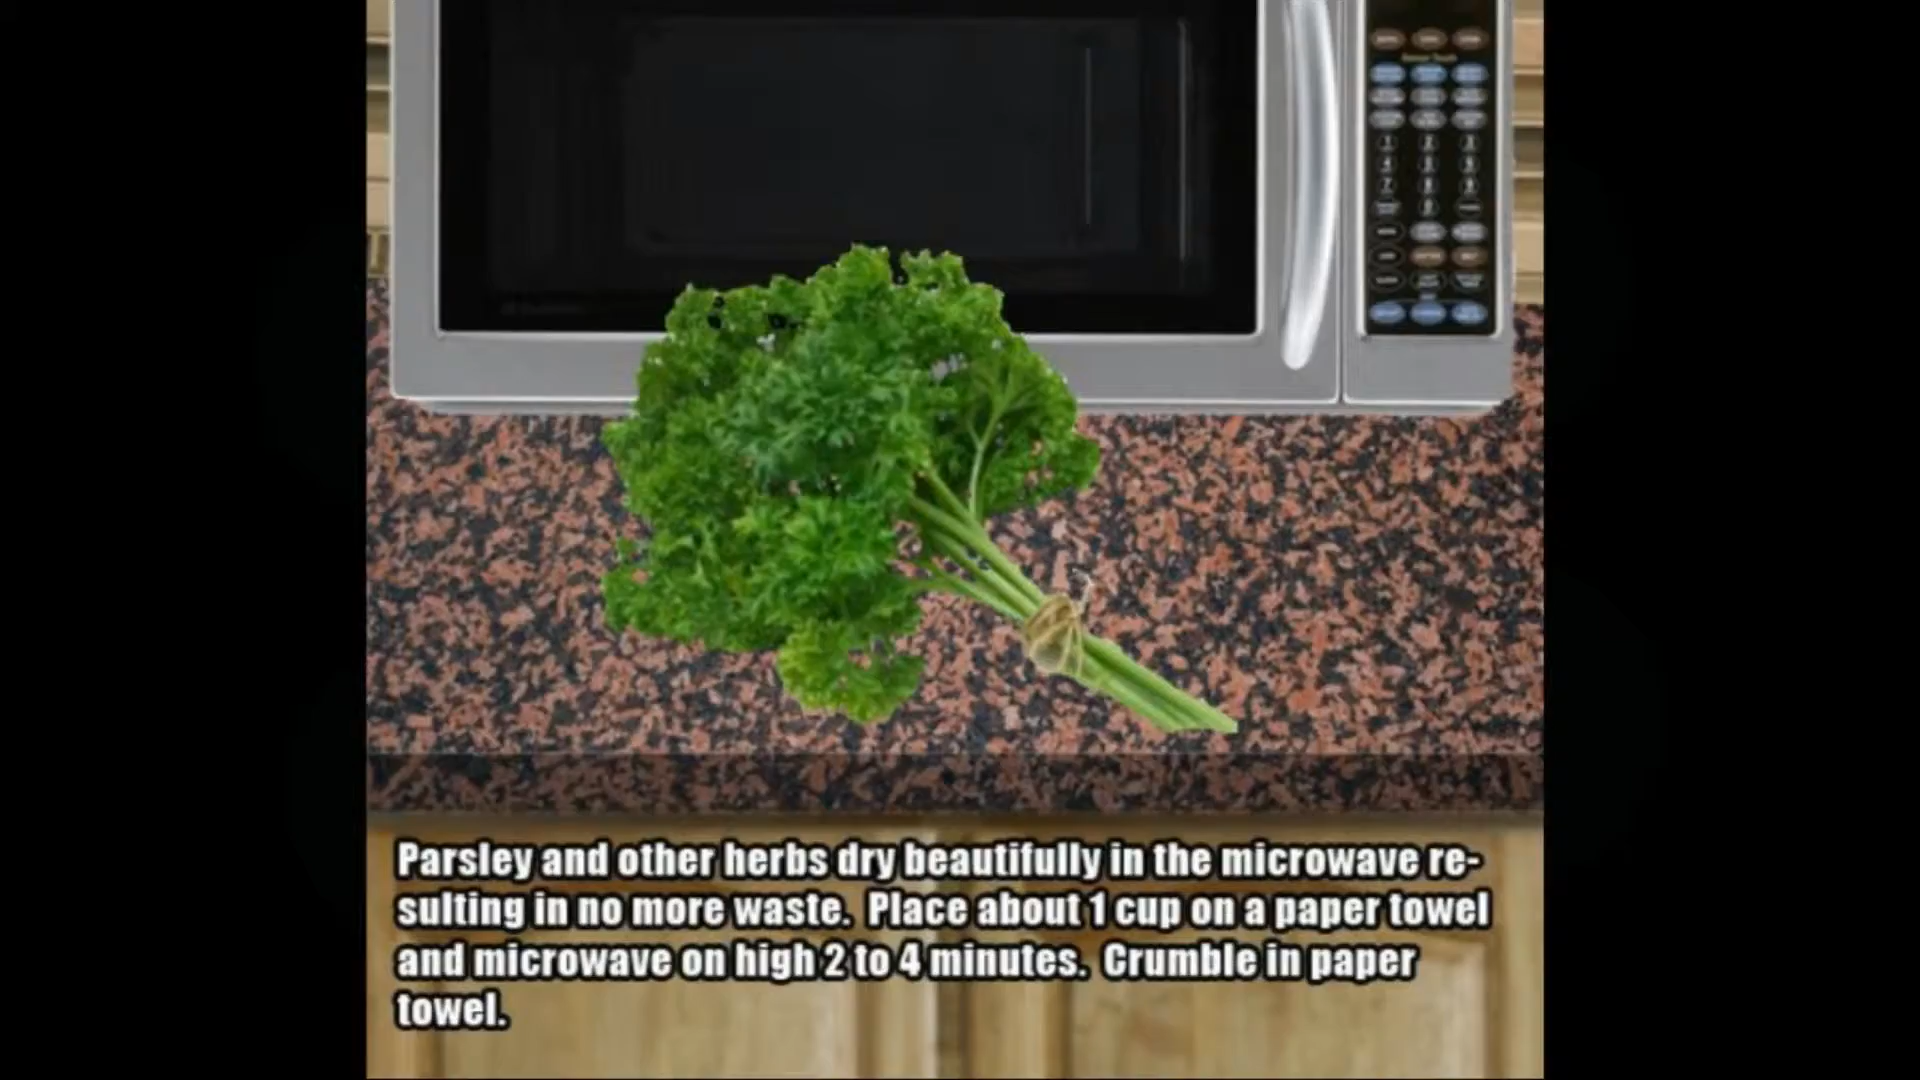 Parsley and other herbs dry beautifully in the microwave re-
sulting in no more waste.  Place about 1 cup on a paper towel
and microwave on high 2 to 4 minutes.  Crumble in paper
towel.